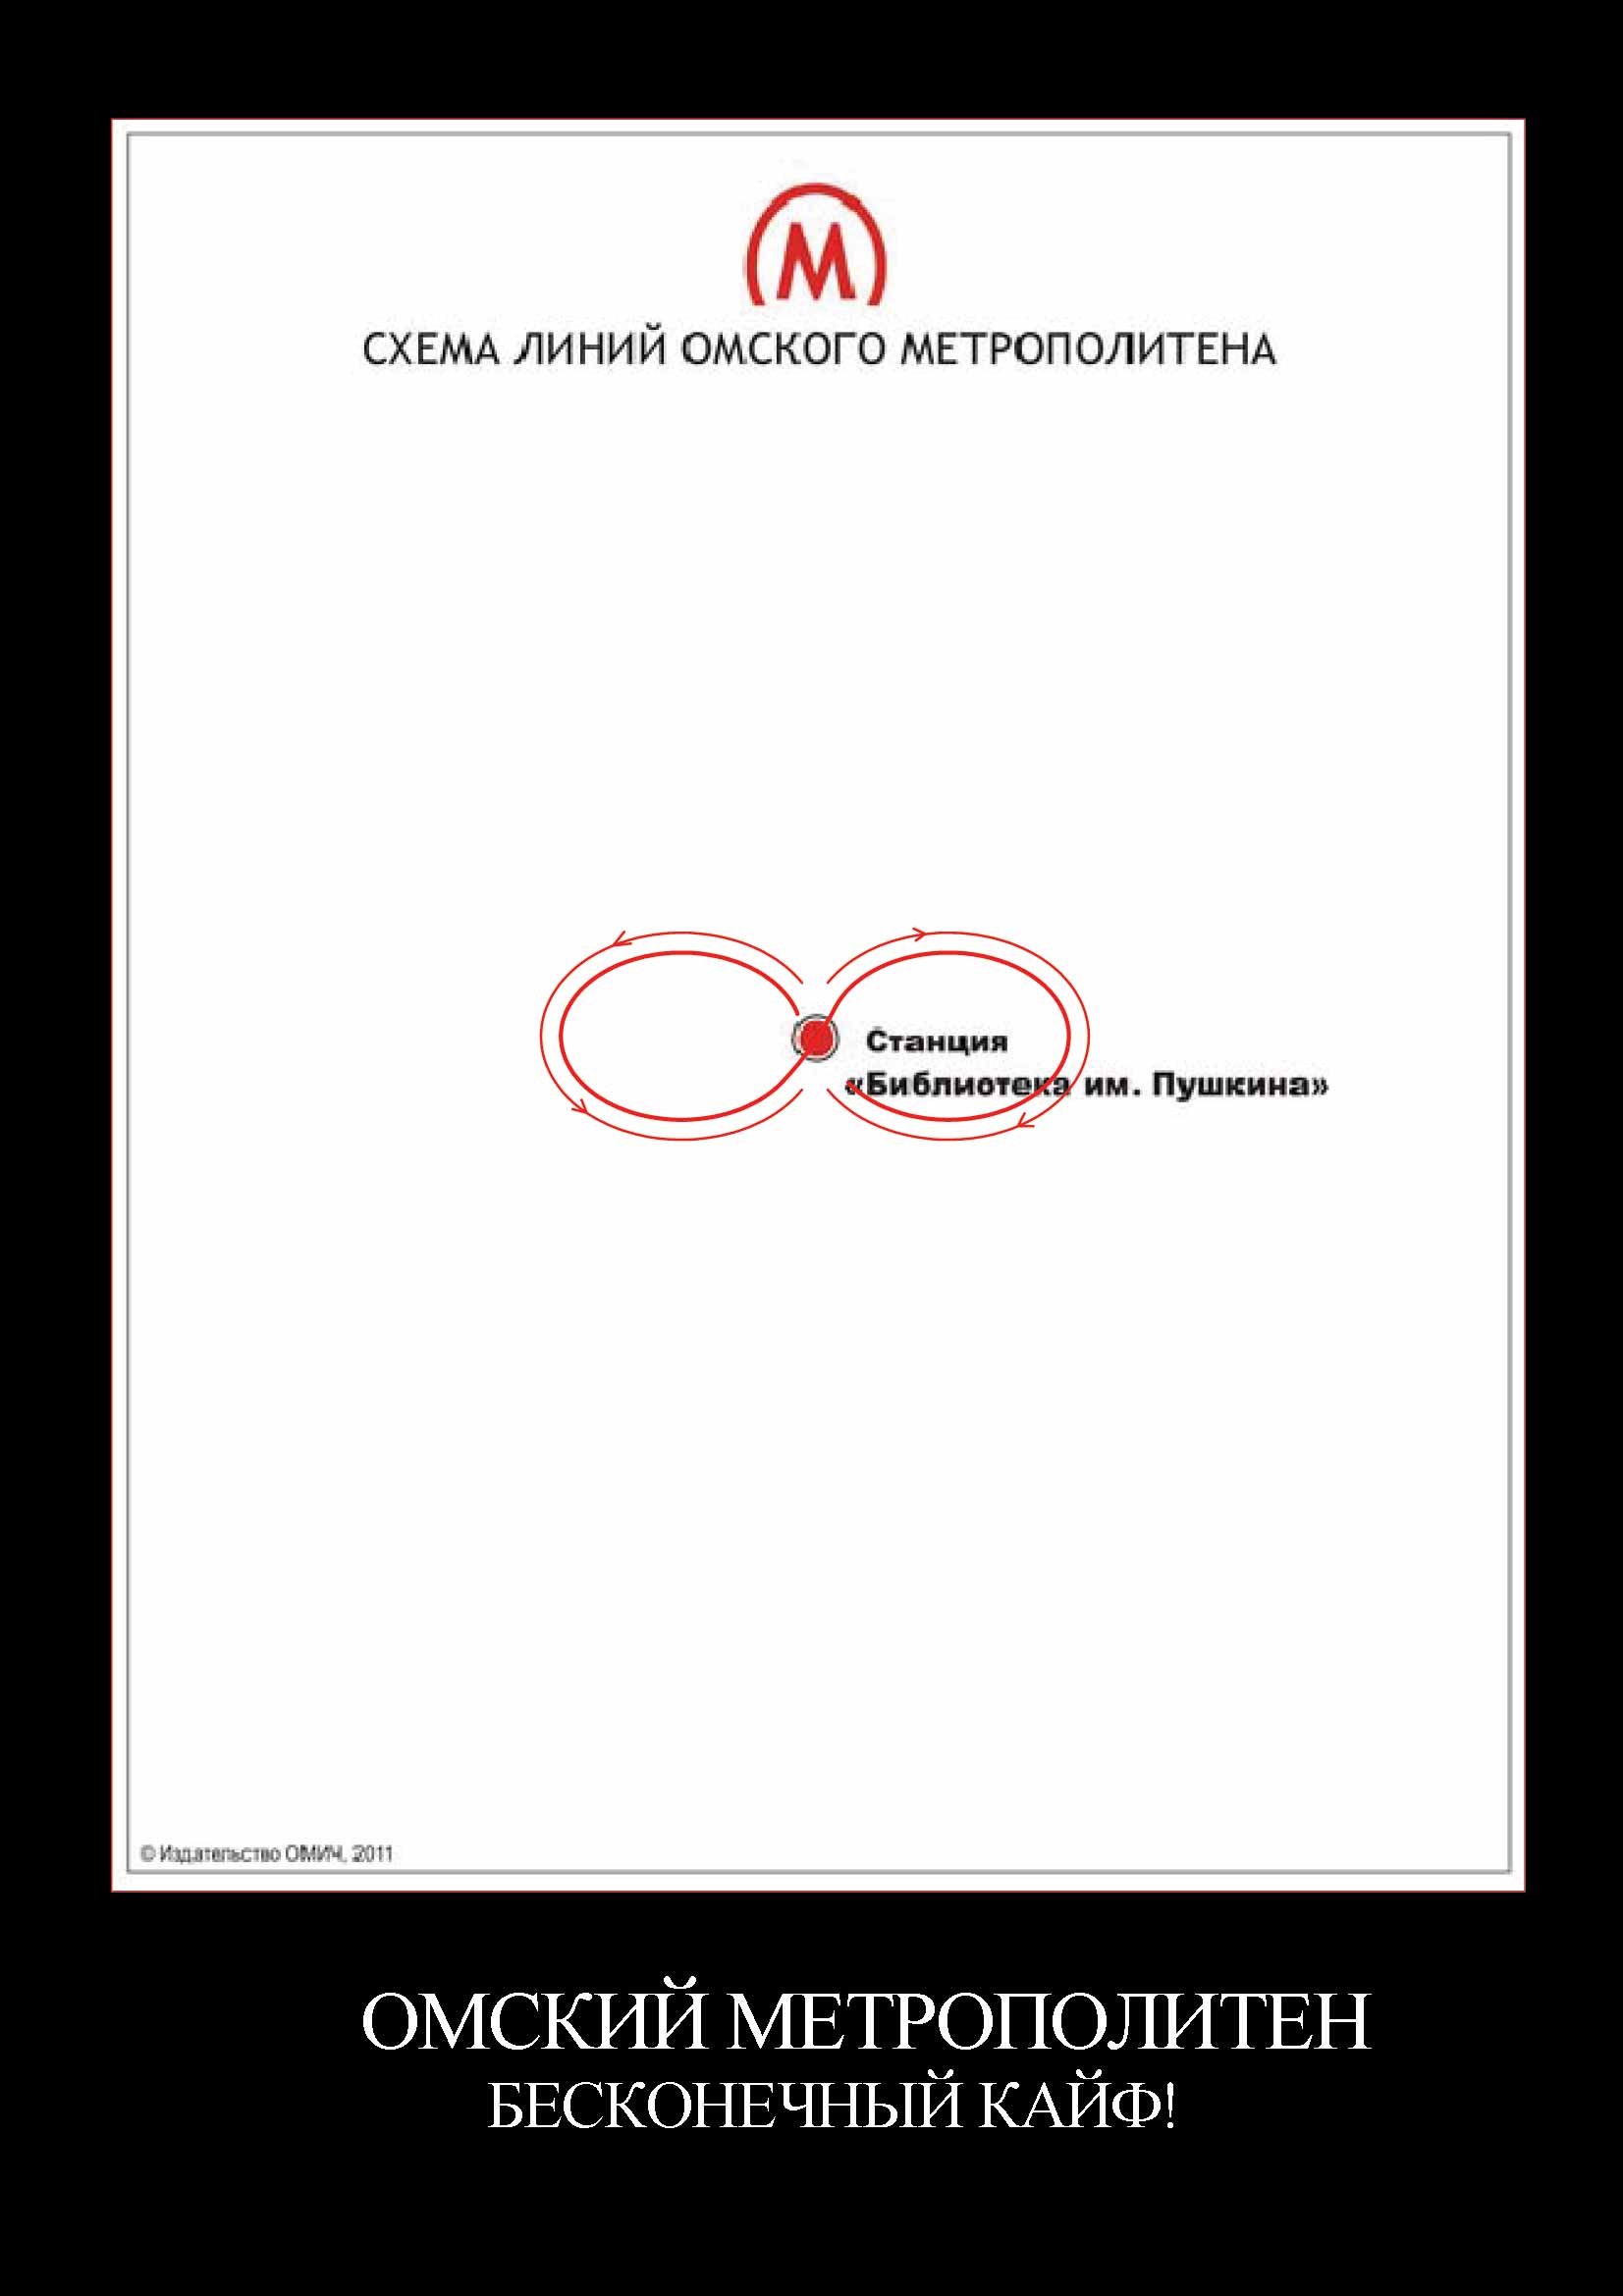 М
СХЕМА ЛИНИЙ ОМСКОГО МЕТРОПОЛИТЕНА
Станция
«Библиотека им. Пушкина»
© Издательство ОМИЧ, 2011
ОМСКИЙ МЕТРОПОЛИТЕН
БЕСКОНЕЧНЫЙ КАЙФ!